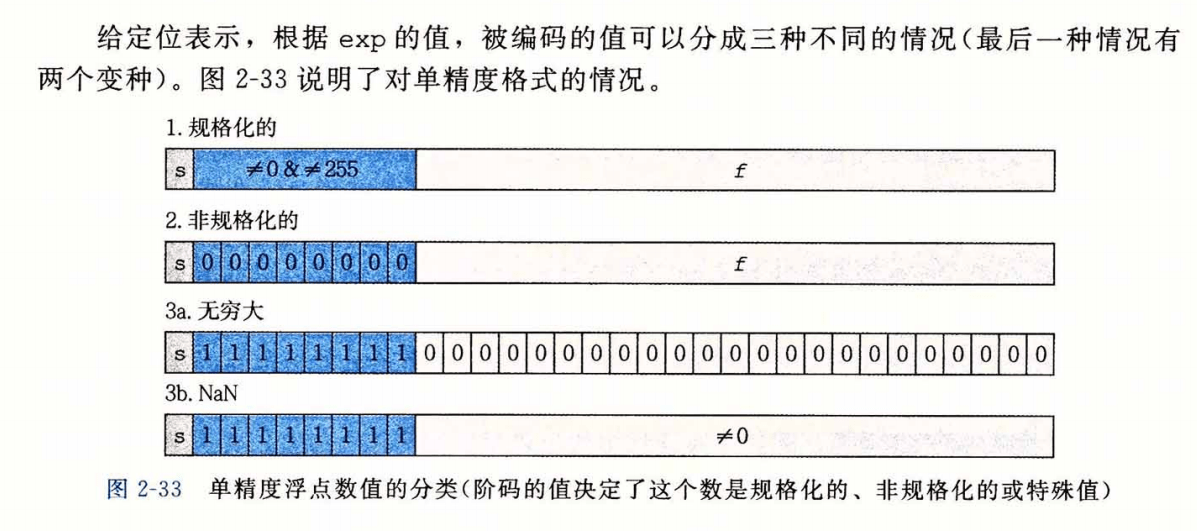 给定位表示，根据 exp 的值，被编码的值可以分成三种不同的情况(最后一种情况有
两个变种)。图 2-33 说明了对单精度格式的情况。
1. 规格化的
s ≠0 & ≠255 f
2. 非规格化的
s 0 0 0 0 0 0 0 0 f
3a. 无穷大
s 1 1 1 1 1 1 1 1 0 0 0 0 0 0 0 0 0 0 0 0 0 0 0 0 0 0 0 0 0 0 0
3b. NaN
s 1 1 1 1 1 1 1 1 ≠0
图 2-33 单精度浮点数值的分类(阶码的值决定了这个数是规格化的、非规格化的或特殊值)